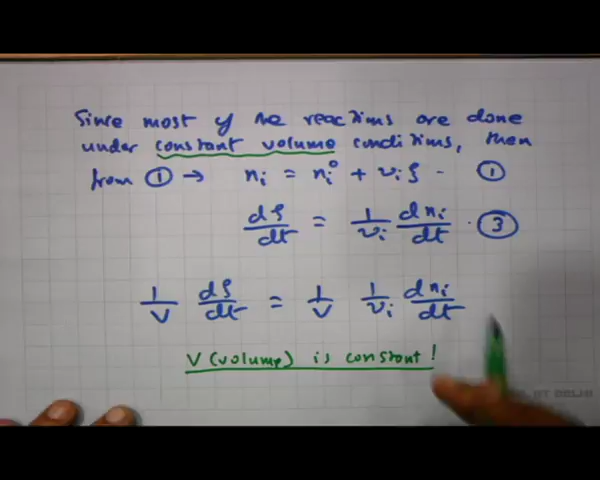 Since most of the reactions are done
under constant volume conditions, then
from ① → nᵢ = nᵢ⁰ + νᵢξ - ①
dξ/dt = 1/νᵢ dnᵢ/dt - ③
1/V dξ/dt = 1/V 1/νᵢ dnᵢ/dt
V (volume) is constant!